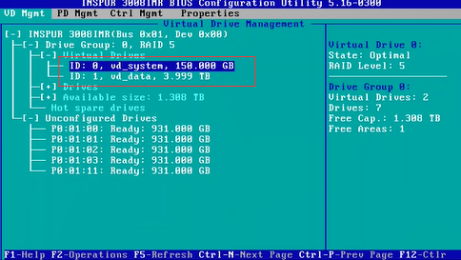 INSPUR 3008IMR BIOS Configuration Utility 5.16-0300
VD Mgmt PD Mgmt Ctrl Mgmt Properties
Virtual Drive Management
[-] INSPUR 3008IMR(Bus 0x01, Dev 0x00)
[-] Drive Group: 0, RAID 5
[-] Virtual Drives
ID: 0, vd_system, 150.000 GB
ID: 1, vd_data, 3.999 TB
[+] Drives
[+] Available size: 1.308 TB
Hot spare drives
[-] Unconfigured Drives
P0:01:00: Ready: 931.000 GB
P0:01:01: Ready: 931.000 GB
P0:01:02: Ready: 931.000 GB
P0:01:03: Ready: 931.000 GB
P0:01:11: Ready: 931.000 GB
Virtual Drive 0:
State: Optimal
RAID Level: 5
Drive Group 0:
Virtual Drives: 2
Drives: 7
Free Cap.: 1.308 TB
Free Areas: 1
F1-Help F2-Operations F5-Refresh Ctrl-N-Next Page Ctrl-P-Prev Page F12-Ctlr